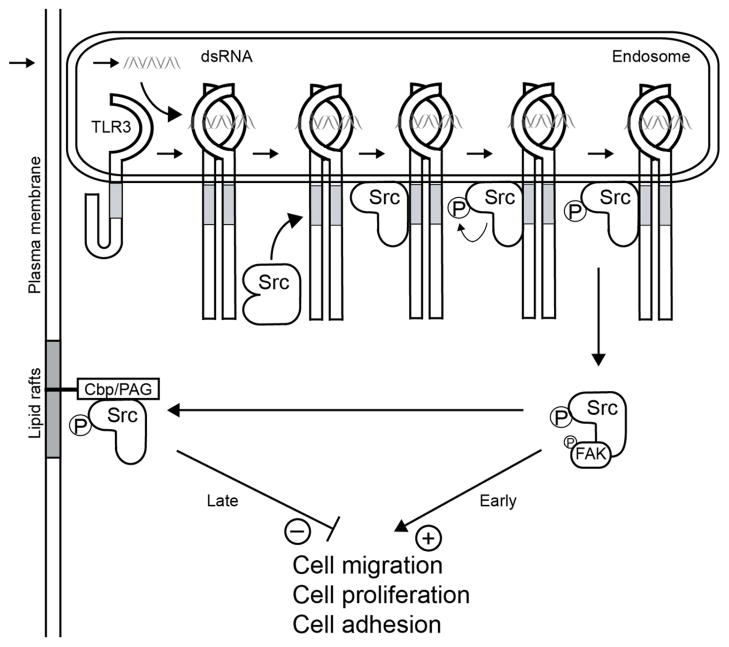 dsRNA
Endosome
TLR3
Src
Src
P
Src
P
Src
Plasma membrane
Lipid rafts
Cbp/PAG
P
Src
P
Src
P
FAK
Late
Early
−
+
Cell migration
Cell proliferation
Cell adhesion